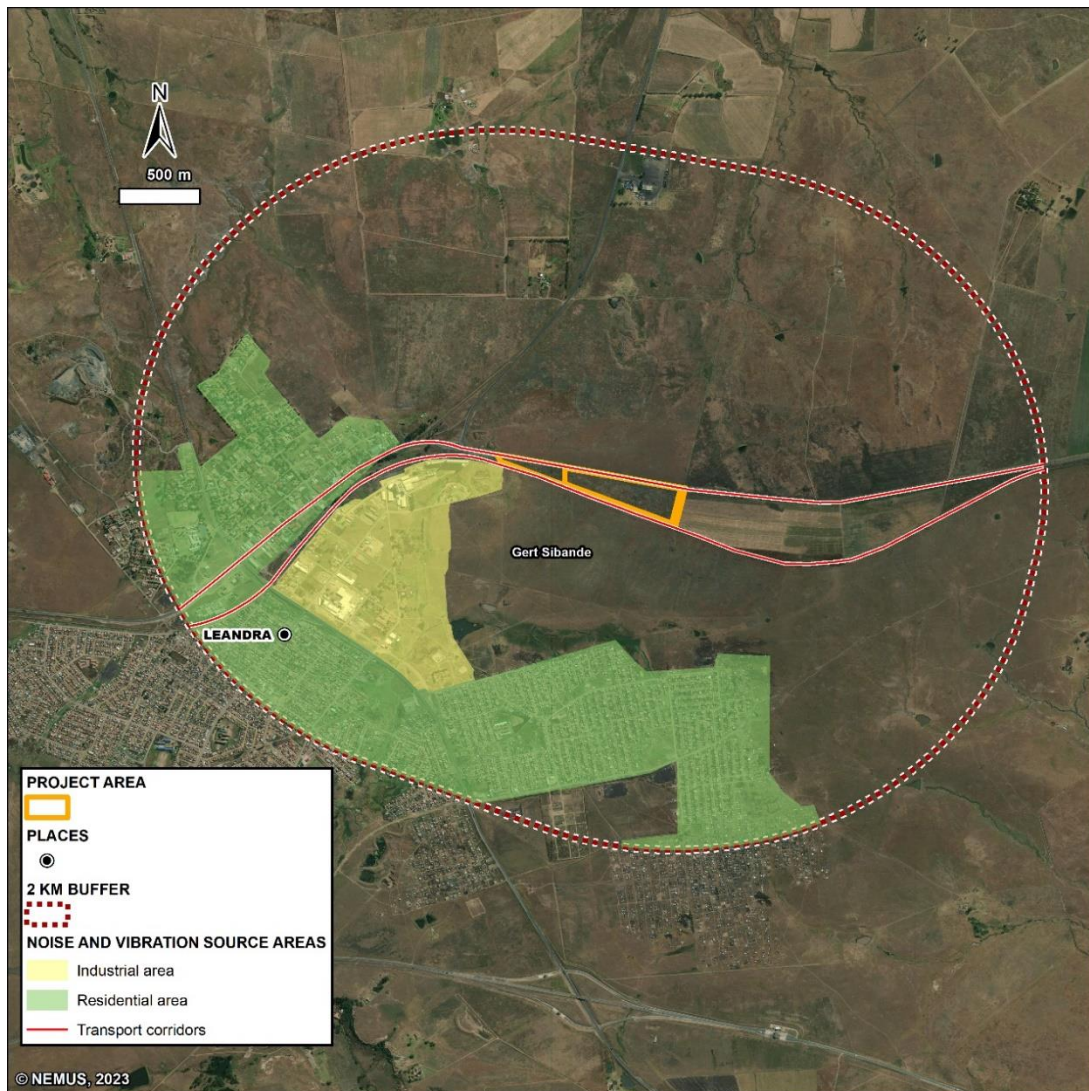 N
500 m
Gert Sibande
LEANDRA
PROJECT AREA
PLACES
2 KM BUFFER
NOISE AND VIBRATION SOURCE AREAS
Industrial area
Residential area
Transport corridors
© NEMUS, 2023